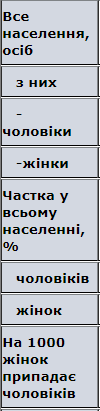 Все
населення,
осіб
з них
-
чоловіки
-жінки
Частка у
всьому
населенні,
%
чоловіків
жінок
На 1000
жінок
припадає
чоловіків